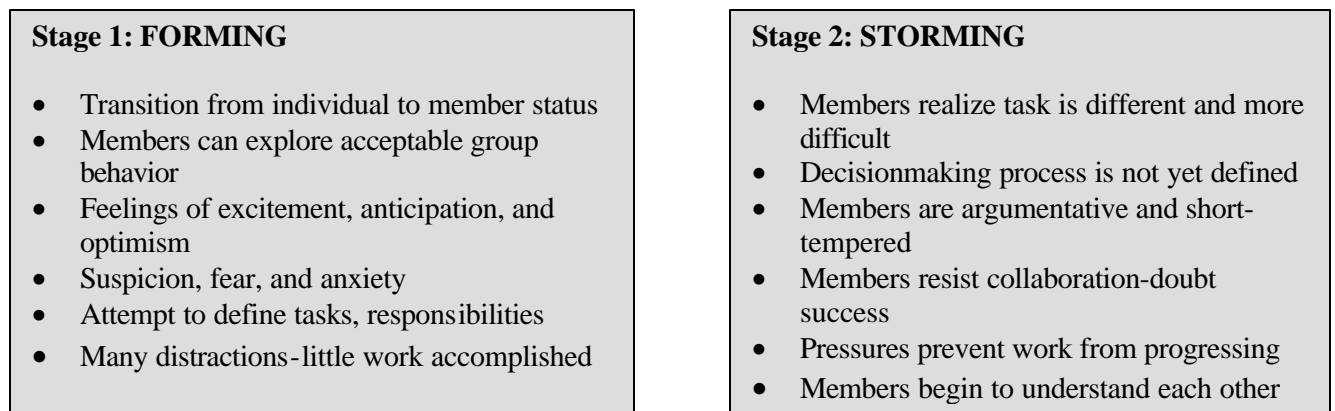 Stage 1: FORMING
• Transition from individual to member status
• Members can explore acceptable group
behavior
• Feelings of excitement, anticipation, and
optimism
• Suspicion, fear, and anxiety
• Attempt to define tasks, responsibilities
• Many distractions-little work accomplished
Stage 2: STORMING
• Members realize task is different and more
difficult
• Decisionmaking process is not yet defined
• Members are argumentative and short-
tempered
• Members resist collaboration-doubt
success
• Pressures prevent work from progressing
• Members begin to understand each other